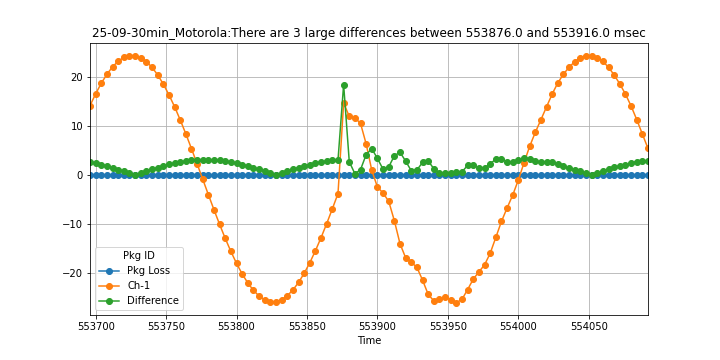 25-09-30min_Motorola:There are 3 large differences between 553876.0 and 553916.0 msec
20
10
0
−10
−20
Pkg ID
Pkg Loss
Ch-1
Difference
553700
553750
553800
553850
553900
553950
554000
554050
Time